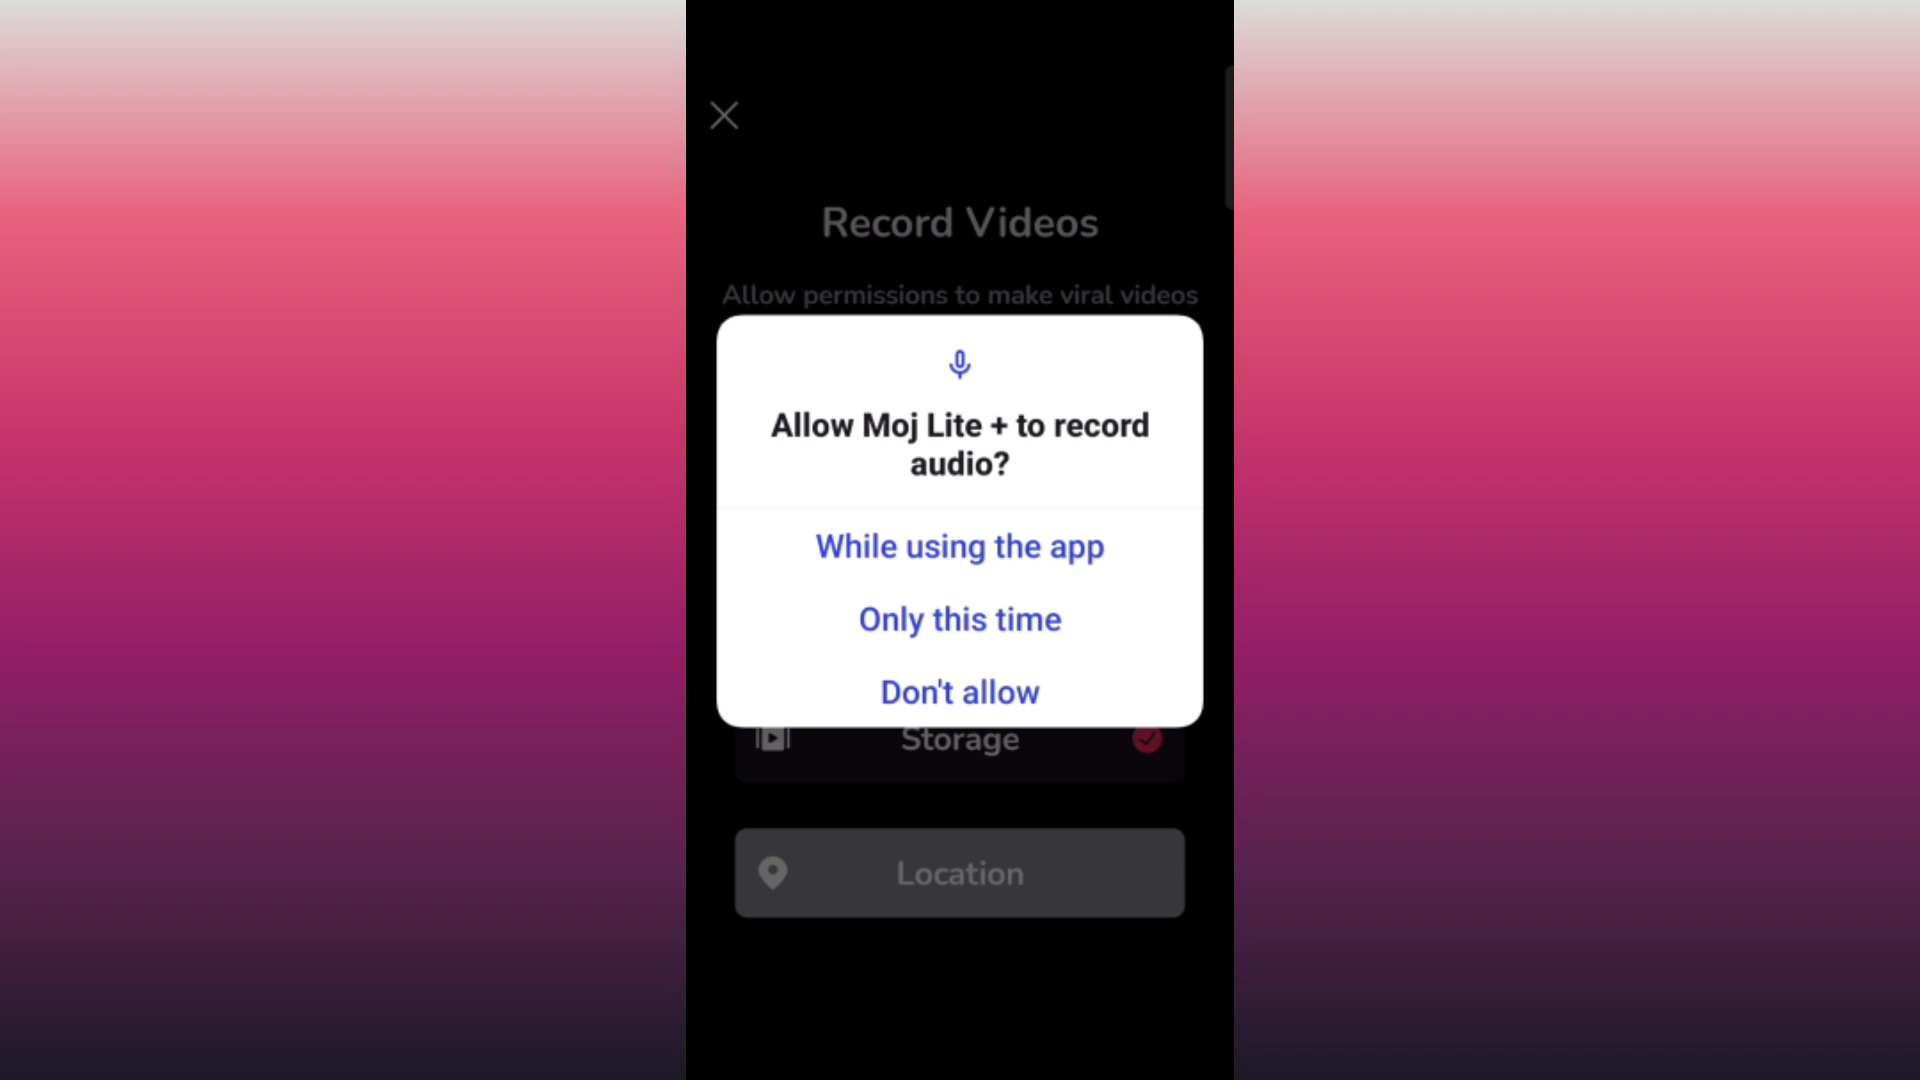 Record Videos
Allow permissions to make viral videos
Allow Moj Lite + to record
audio?
While using the app
Only this time
Don't allow
Storage
Location